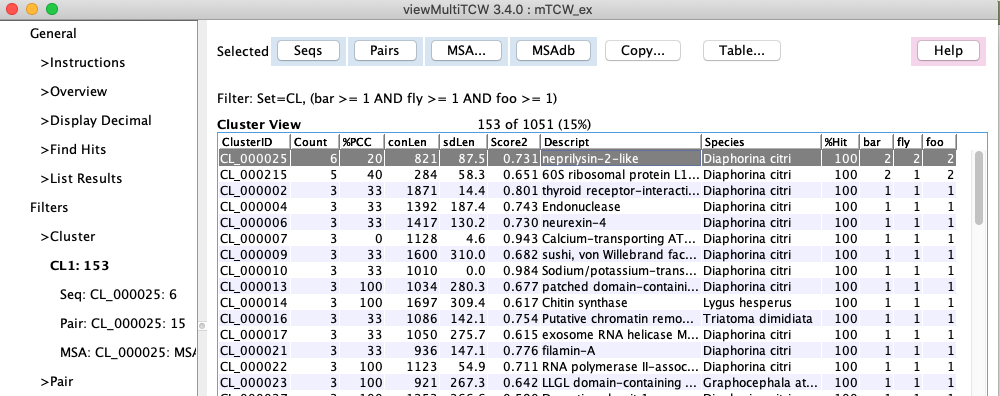 viewMultiTCW 3.4.0 : mTCW_ex
General
>Instructions
>Overview
>Display Decimal
>Find Hits
>List Results
Filters
>Cluster
CL1: 153
Seq: CL_000025: 6
Pair: CL_000025: 15
MSA: CL_000025: MSA
>Pair
Selected Seqs Pairs MSA... MSAdb Copy... Table... Help
Filter: Set=CL, (bar >= 1 AND fly >= 1 AND foo >= 1)
Cluster View 153 of 1051 (15%)
ClusterID Count %PCC conLen sdLen Score2 Descript Species %Hit bar fly foo
CL_000025 6 20 821 87.5 0.731 neprilysin-2-like Diaphorina citri 100 2 2 2
CL_000215 5 40 284 58.3 0.651 60S ribosomal protein L1... Diaphorina citri 100 2 1 2
CL_000002 3 33 1871 14.4 0.801 thyroid receptor-interacti... Diaphorina citri 100 1 1 1
CL_000004 3 33 1392 187.4 0.743 Endonuclease Diaphorina citri 100 1 1 1
CL_000006 3 33 1417 130.2 0.730 neurexin-4 Diaphorina citri 100 1 1 1
CL_000007 3 0 1128 4.6 0.943 Calcium-transporting AT... Diaphorina citri 100 1 1 1
CL_000009 3 33 1600 310.0 0.682 sushi, von Willebrand fac... Diaphorina citri 100 1 1 1
CL_000010 3 33 1010 0.0 0.984 Sodium/potassium-trans... Diaphorina citri 100 1 1 1
CL_000013 3 100 1034 280.3 0.677 patched domain-containi... Diaphorina citri 100 1 1 1
CL_000014 3 100 1697 309.4 0.617 Chitin synthase Lygus hesperus 100 1 1 1
CL_000016 3 33 1086 142.1 0.754 Putative chromatin remo... Triatoma dimidiata 100 1 1 1
CL_000017 3 33 1050 275.7 0.615 exosome RNA helicase M... Diaphorina citri 100 1 1 1
CL_000021 3 33 936 147.1 0.776 filamin-A Diaphorina citri 100 1 1 1
CL_000022 3 100 1123 54.9 0.711 RNA polymerase II-assoc... Diaphorina citri 100 1 1 1
CL_000023 3 100 921 267.3 0.642 LLGL domain-containing ... Graphocephala at... 100 1 1 1